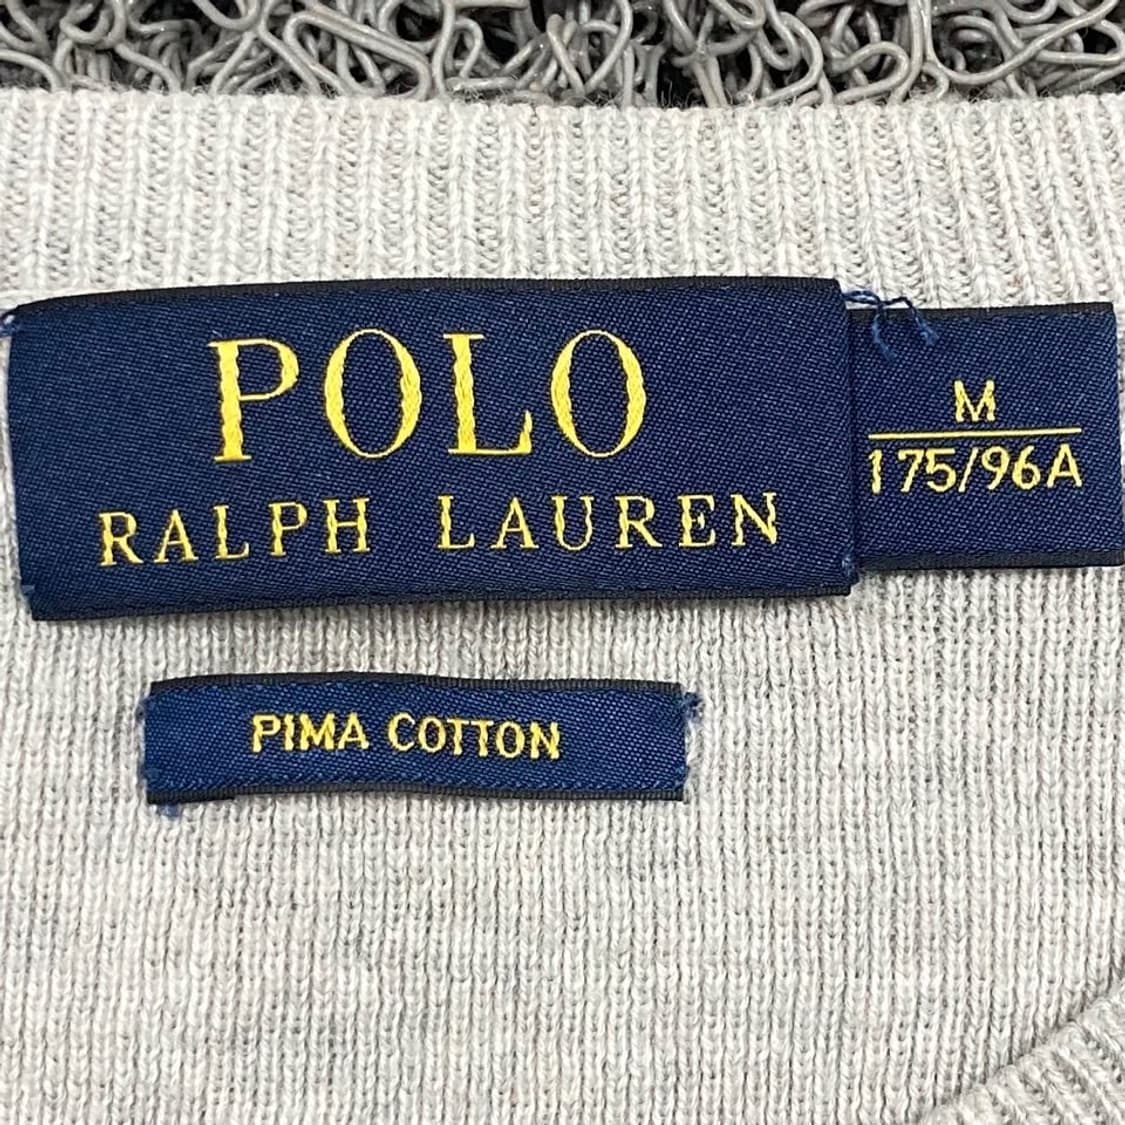 POLO
RALPH LAUREN
M
175/96A
PIMA COTTON